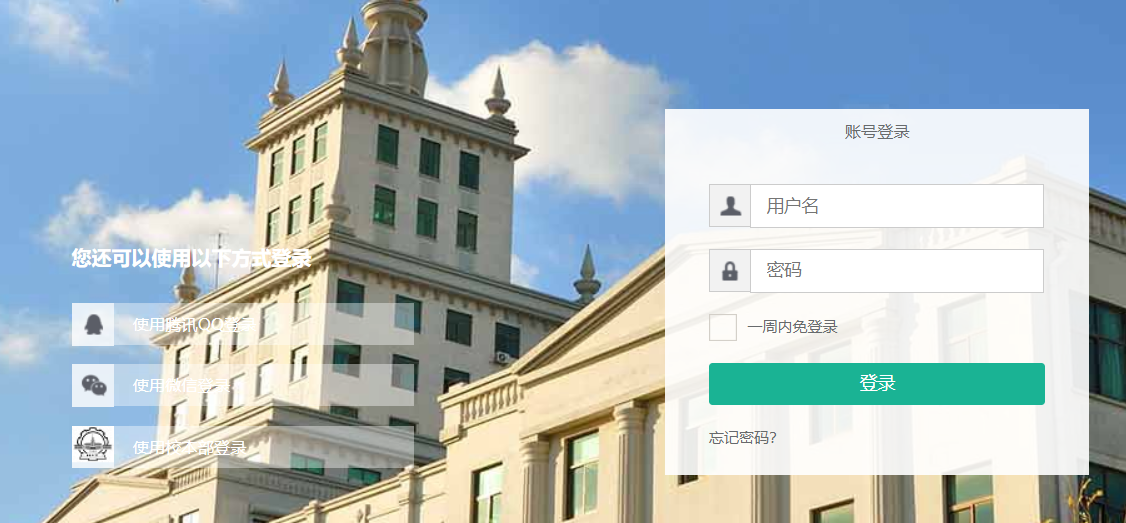 账号登录
用户名
密码
一周内免登录
登录
忘记密码?
您还可以使用以下方式登录
使用腾讯QQ登录
使用微信登录
使用校本部登录